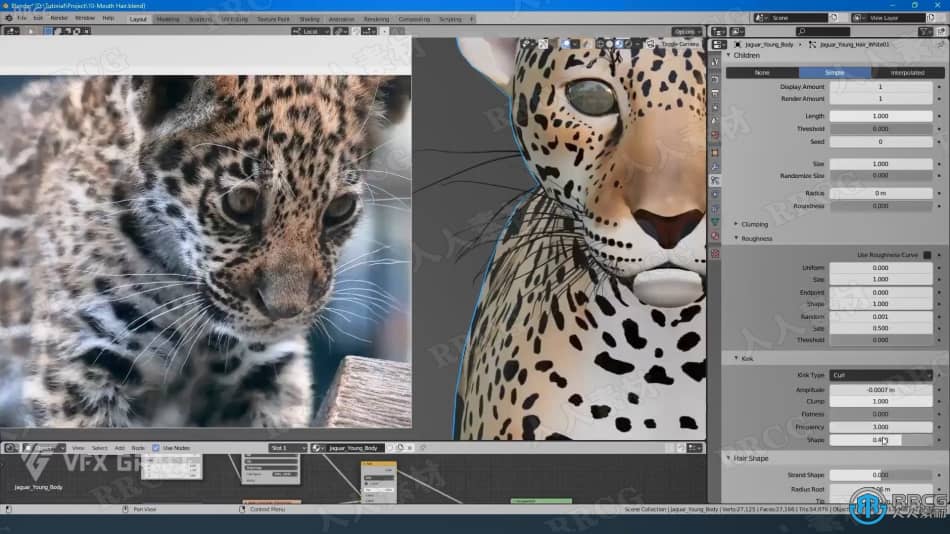 Blender* [D:\Tutorial\Project\10-Mouth Hair.blend]
File Edit Render Window Help Layout Modeling Sculpting UV Editing Texture Paint Shading Animation Rendering Compositing Scripting +
Scene
View Layer
Local
Options
Toggle Camera
Jaguar_Young_Body
Jaguar_Young_Hair_White01
Children
None Simple Interpolated
Display Amount 1
Render Amount 1
Length 1.000
Threshold 0.000
Seed 0
Size 1.000
Randomize Size 0.000
Radius 0 m
Roundness 0.000
Clumping
Roughness
Use Roughness Curve
Uniform 0.000
Size 1.000
Endpoint 0.000
Shape 1.000
Random 0.001
Size 0.500
Threshold 0.000
Kink
Kink Type Curl
Amplitude -0.0007 m
Clump 1.000
Flatness 0.000
Frequency 3.000
Shape
Hair Shape
Strand Shape 0.000
Radius Root
Tip
View Select Add Node Use Nodes
Slot 1
Jaguar_Young_Body
VFX GRACE
Jaguar_Young_Body
Pan View
Context Menu
Scene Collection | Jaguar_Young_Body | Verts:27,125 | Faces:27,166 |
RRCG
人人素材